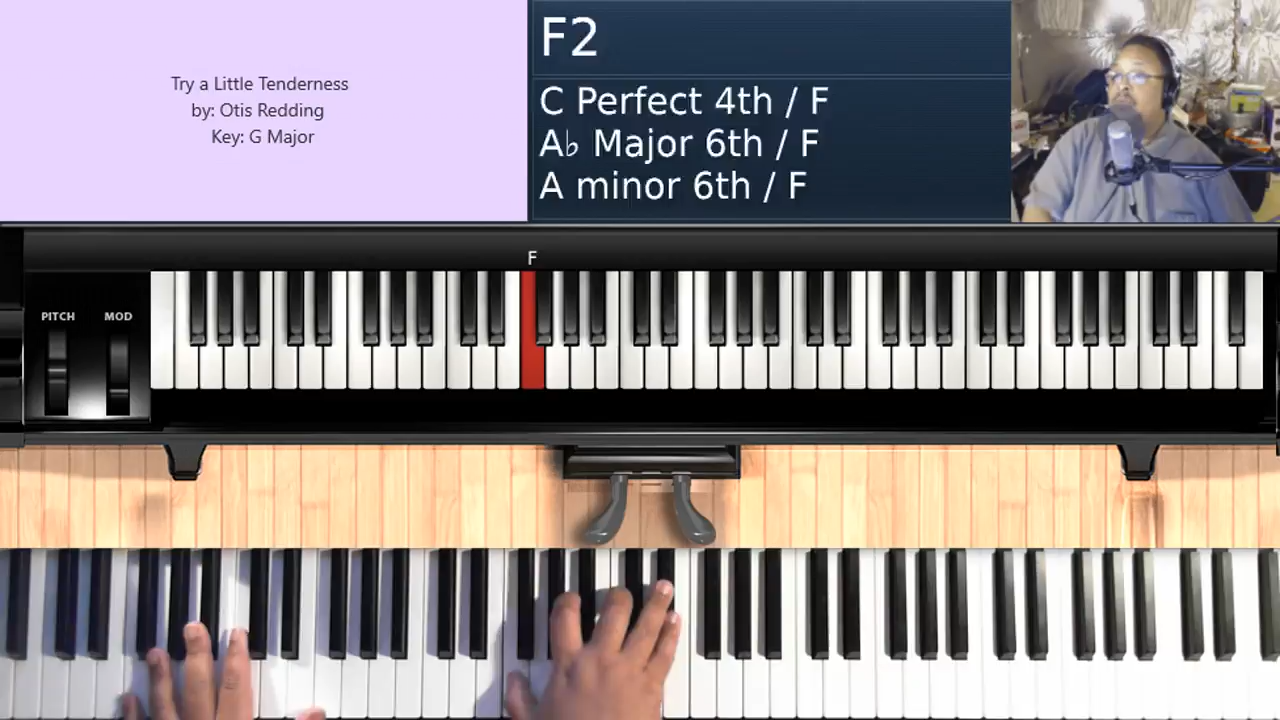 Try a Little Tenderness
by: Otis Redding
Key: G Major
F2
C Perfect 4th / F
A♭ Major 6th / F
A minor 6th / F
F
PITCH MOD